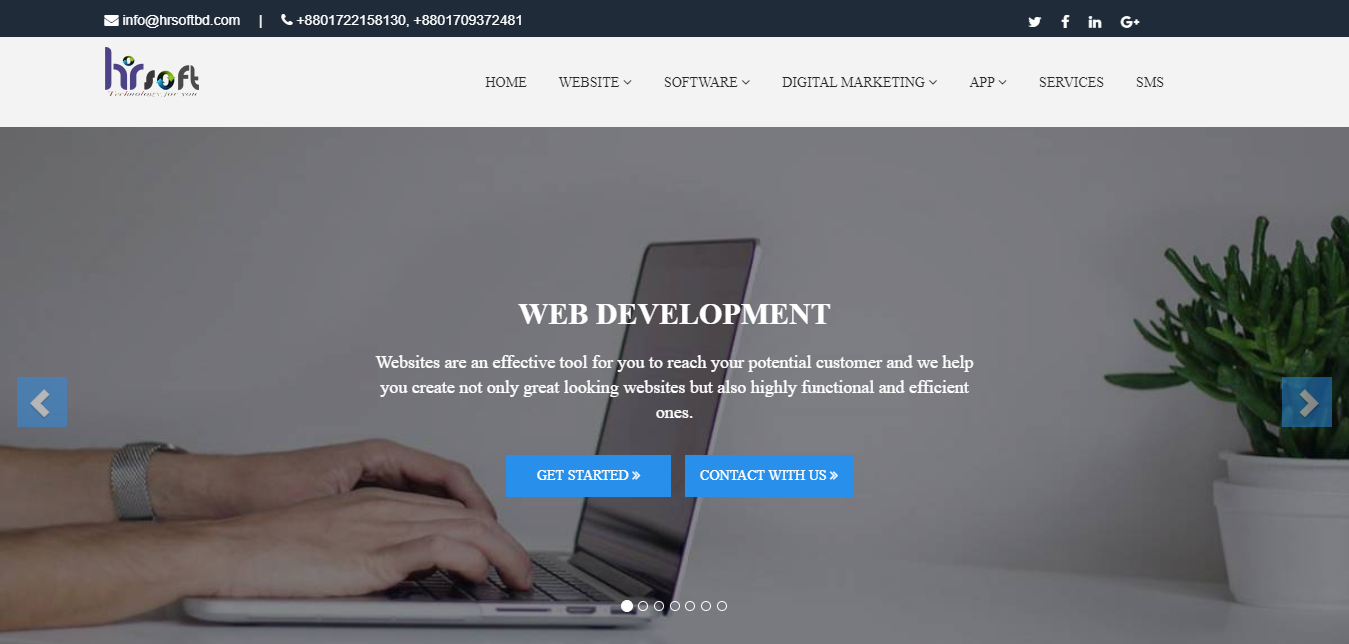 info@hrsoftbd.com | +8801722158130, +8801709372481
hrsoft
Technology for you
HOME WEBSITE SOFTWARE DIGITAL MARKETING APP SERVICES SMS
WEB DEVELOPMENT
Websites are an effective tool for you to reach your potential customer and we help
you create not only great looking websites but also highly functional and efficient
ones.
GET STARTED » CONTACT WITH US »